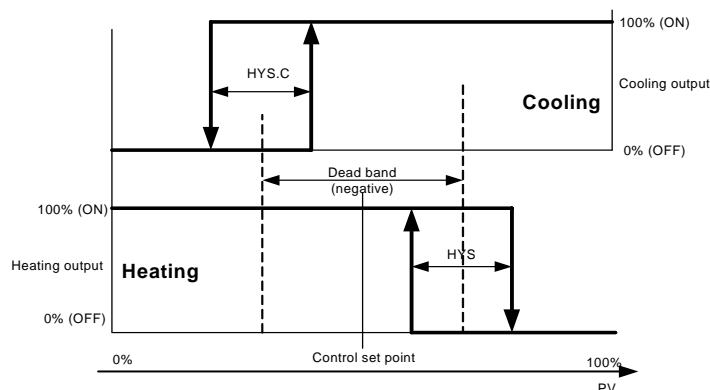 100% (ON)
HYS.C
Cooling output
Cooling
0% (OFF)
Dead band
(negative)
100% (ON)
HYS
Heating output
Heating
0% (OFF)
0%
Control set point
100%
PV